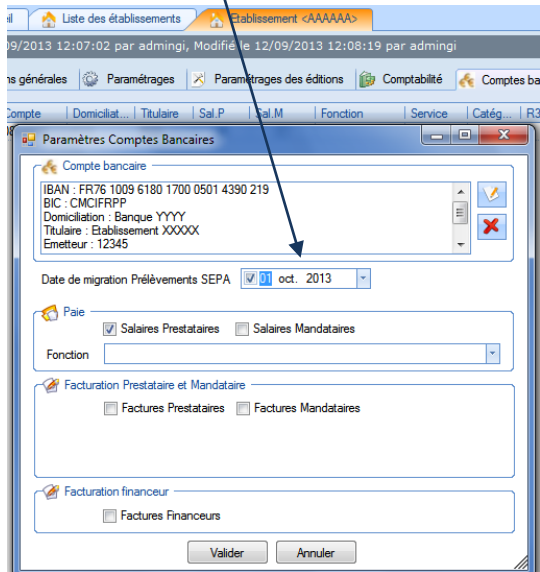 il Liste des établissements Etablissement <AAAAAA>
09/2013 12:07:02 par admingi, Modifié le 12/09/2013 12:08:19 par admingi
ns générales Paramétrages Paramétrages des éditions Comptabilité Comptes ba
Compte Domiciliat... Titulaire Sal.P Sal.M Fonction Service Catég... R3
Paramètres Comptes Bancaires
Compte bancaire
IBAN : FR76 1009 6180 1700 0501 4390 219
BIC : CMCIFRPP
Domiciliation : Banque YYYY
Titulaire : Etablissement XXXXX
Emetteur : 12345
Date de migration Prélèvements SEPA 01 oct. 2013
Paie
Salaires Prestataires Salaires Mandataires
Fonction
Facturation Prestataire et Mandataire
Factures Prestataires Factures Mandataires
Facturation financeur
Factures Financeurs
Valider Annuler